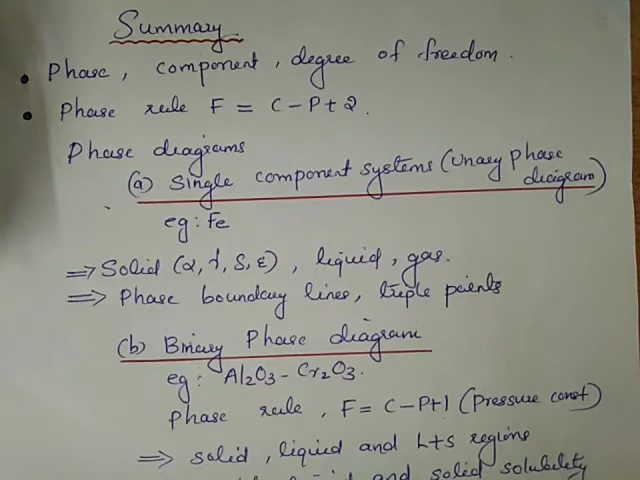 Summary
• Phase, component, degree of freedom.
• Phase rule F = C-P+2.
Phase diagrams
(a) Single component systems (Unary phase
diagram)
eg: Fe
⇒ Solid (α, γ, δ, ε), liquid, gas.
⇒ Phase boundary lines, triple points
(b) Binary Phase diagram
eg: Al2O3 - Cr2O3.
Phase rule, F = C-P+1 (Pressure const)
⇒ solid, liquid and L+S regions
and solid solubility